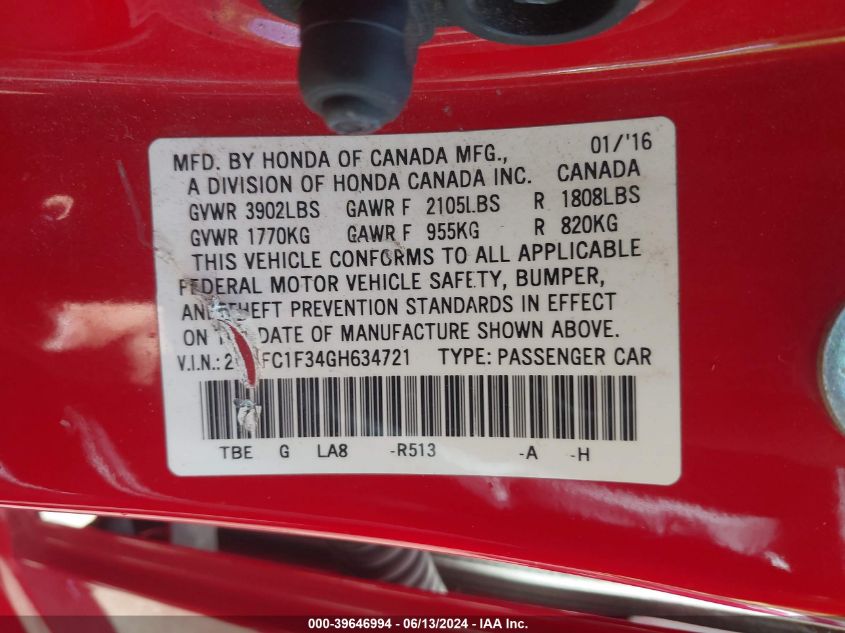 MFD. BY HONDA OF CANADA MFG., 01/'16
A DIVISION OF HONDA CANADA INC. CANADA
GVWR 3902LBS GAWR F 2105LBS R 1808LBS
GVWR 1770KG GAWR F 955KG R 820KG
THIS VEHICLE CONFORMS TO ALL APPLICABLE
FEDERAL MOTOR VEHICLE SAFETY, BUMPER,
AND THEFT PREVENTION STANDARDS IN EFFECT
ON DATE OF MANUFACTURE SHOWN ABOVE.
V.I.N.: FC1F34GH634721 TYPE: PASSENGER CAR
TBE G LA8 -R513 -A -H
000-39646994 - 06/13/2024 - IAA Inc.